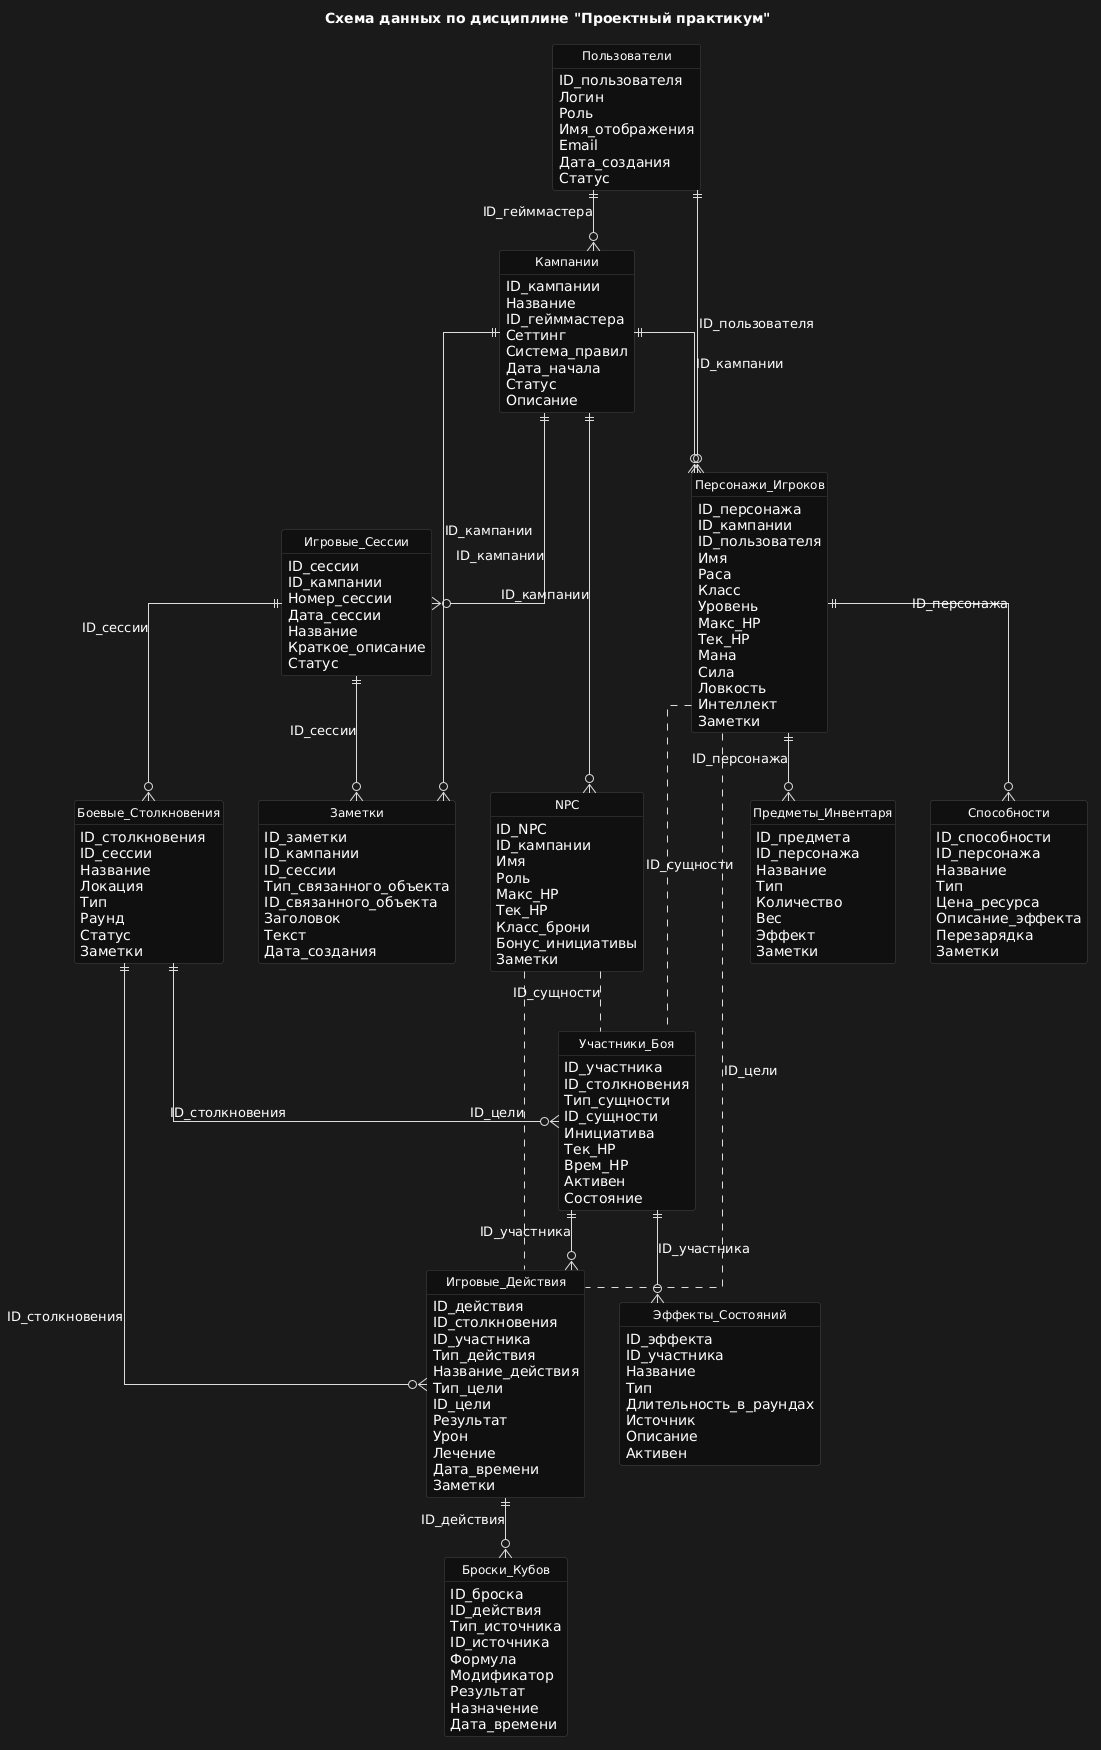 Схема данных по дисциплине "Проектный практикум"
Пользователи
ID_пользователя
Логин
Роль
Имя_отображения
Email
Дата_создания
Статус
ID_гейммастера
Кампании
ID_кампании
Название
ID_гейммастера
Сеттинг
Система_правил
Дата_начала
Статус
Описание
ID_пользователя
ID_кампании
Персонажи_Игроков
ID_персонажа
ID_кампании
ID_пользователя
Имя
Раса
Класс
Уровень
Макс_HP
Тек_HP
Мана
Сила
Ловкость
Интеллект
Заметки
ID_кампании
ID_кампании
ID_кампании
Игровые_Сессии
ID_сессии
ID_кампании
Номер_сессии
Дата_сессии
Название
Краткое_описание
Статус
ID_сессии
ID_сессии
ID_персонажа
ID_персонажа
Боевые_Столкновения
ID_столкновения
ID_сессии
Название
Локация
Тип
Раунд
Статус
Заметки
Заметки
ID_заметки
ID_кампании
ID_сессии
Тип_связанного_объекта
ID_связанного_объекта
Заголовок
Текст
Дата_создания
NPC
ID_NPC
ID_кампании
Имя
Роль
Макс_HP
Тек_HP
Класс_брони
Бонус_инициативы
Заметки
ID_сущности
Предметы_Инвентаря
ID_предмета
ID_персонажа
Название
Тип
Количество
Вес
Эффект
Заметки
Способности
ID_способности
ID_персонажа
Название
Тип
Цена_ресурса
Описание_эффекта
Перезарядка
Заметки
ID_сущности
Участники_Боя
ID_участника
ID_столкновения
Тип_сущности
ID_сущности
Инициатива
Тек_HP
Врем_HP
Активен
Состояние
ID_цели
ID_столкновения
ID_цели
ID_участника
ID_участника
ID_столкновения
Игровые_Действия
ID_действия
ID_столкновения
ID_участника
Тип_действия
Название_действия
Тип_цели
ID_цели
Результат
Урон
Лечение
Дата_времени
Заметки
Эффекты_Состояний
ID_эффекта
ID_участника
Название
Тип
Длительность_в_раундах
Источник
Описание
Активен
ID_действия
Броски_Кубов
ID_броска
ID_действия
Тип_источника
ID_источника
Формула
Модификатор
Результат
Назначение
Дата_времени